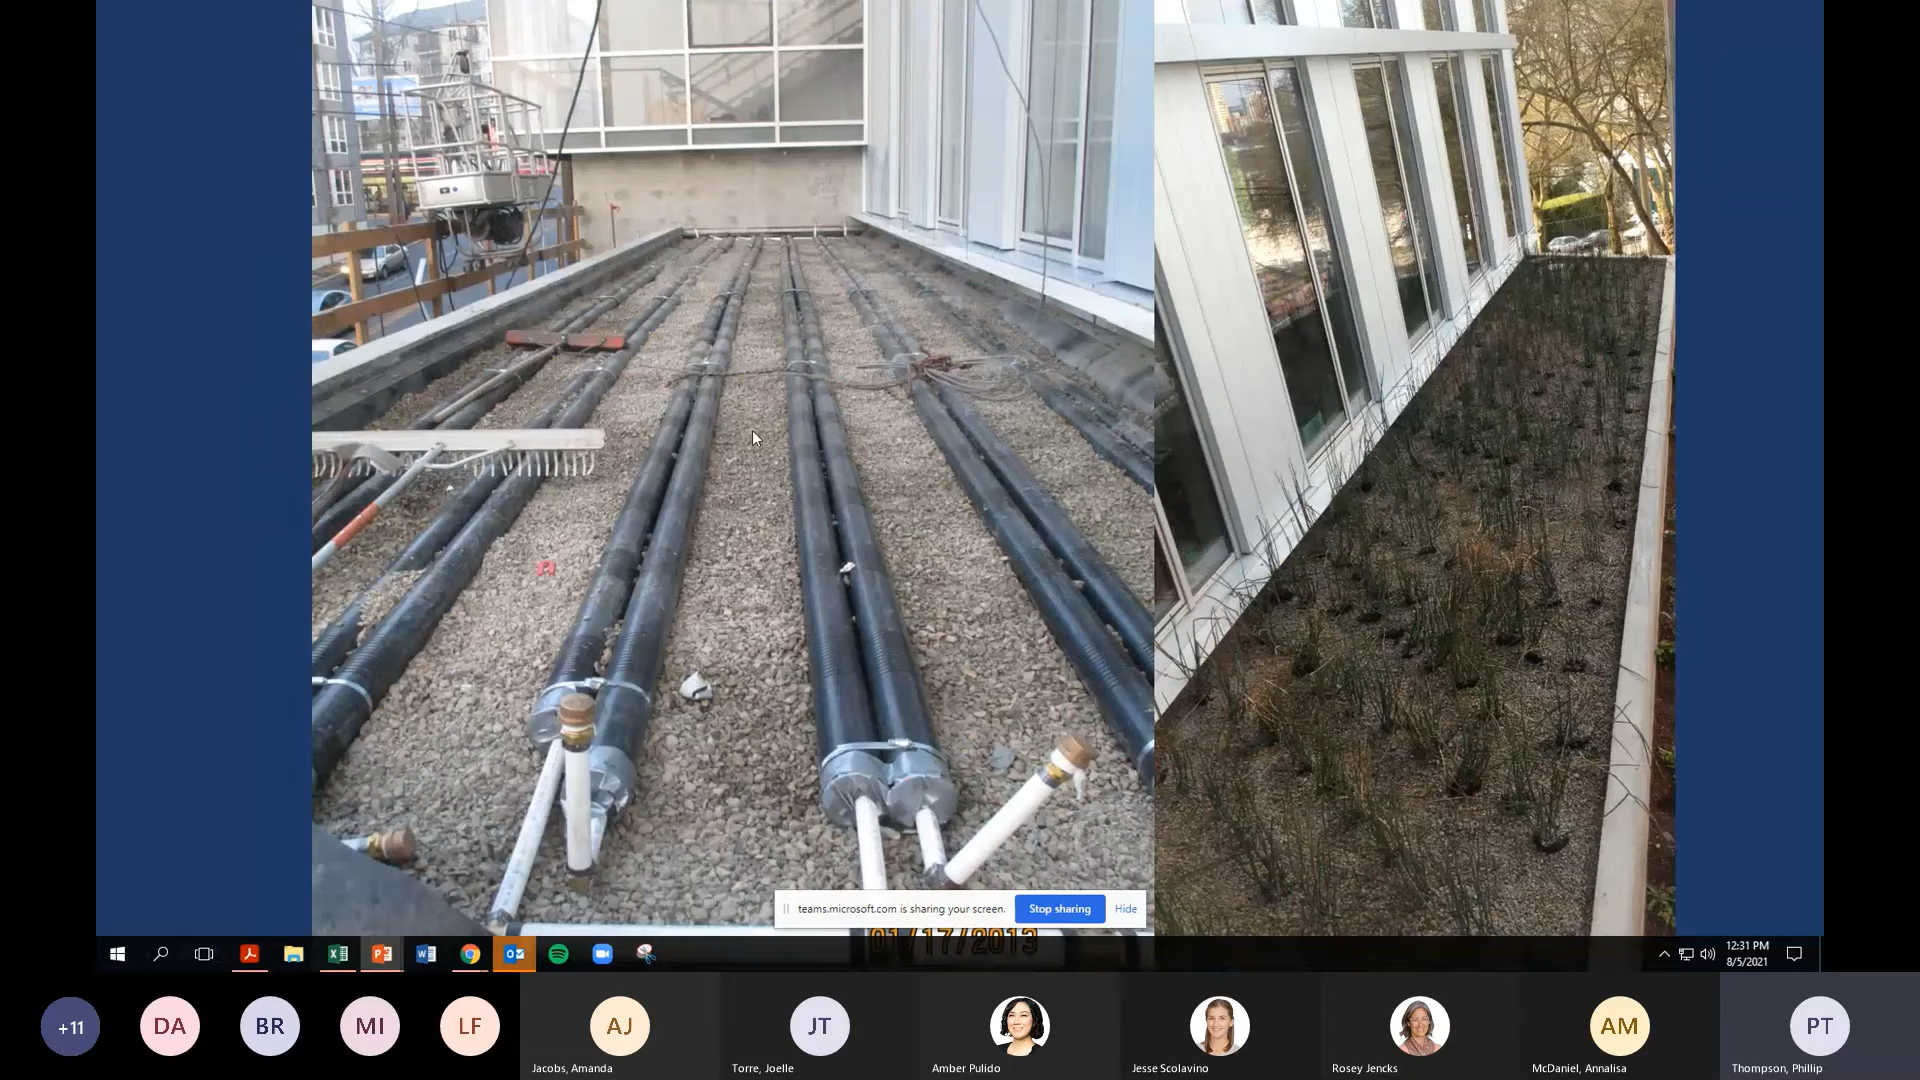 teams.microsoft.com is sharing your screen.
Stop sharing
Hide
01/17/2013
12:31 PM
8/5/2021
+11
DA
BR
MI
LF
AJ
JT
AM
PT
Jacobs, Amanda
Torre, Joelle
Amber Pulido
Jesse Scolavino
Rosey Jencks
McDaniel, Annalisa
Thompson, Phillip